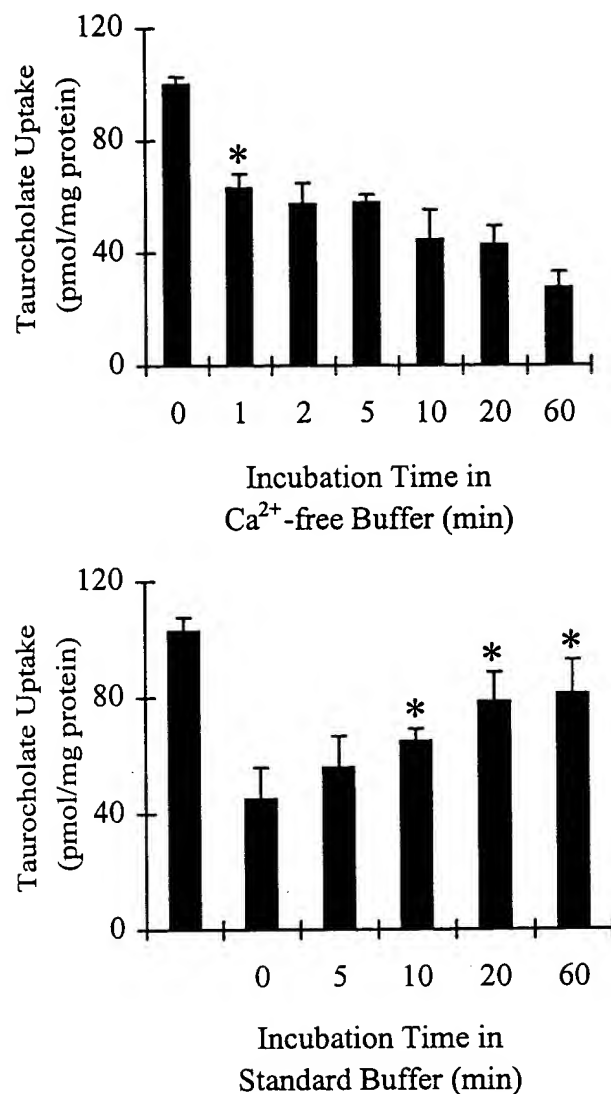 Taurocholate Uptake
(pmol/mg protein)
120
80
40
0
*
0 1 2 5 10 20 60
Incubation Time in
Ca²⁺-free Buffer (min)
Taurocholate Uptake
(pmol/mg protein)
120
80
40
0
* * *
0 5 10 20 60
Incubation Time in
Standard Buffer (min)